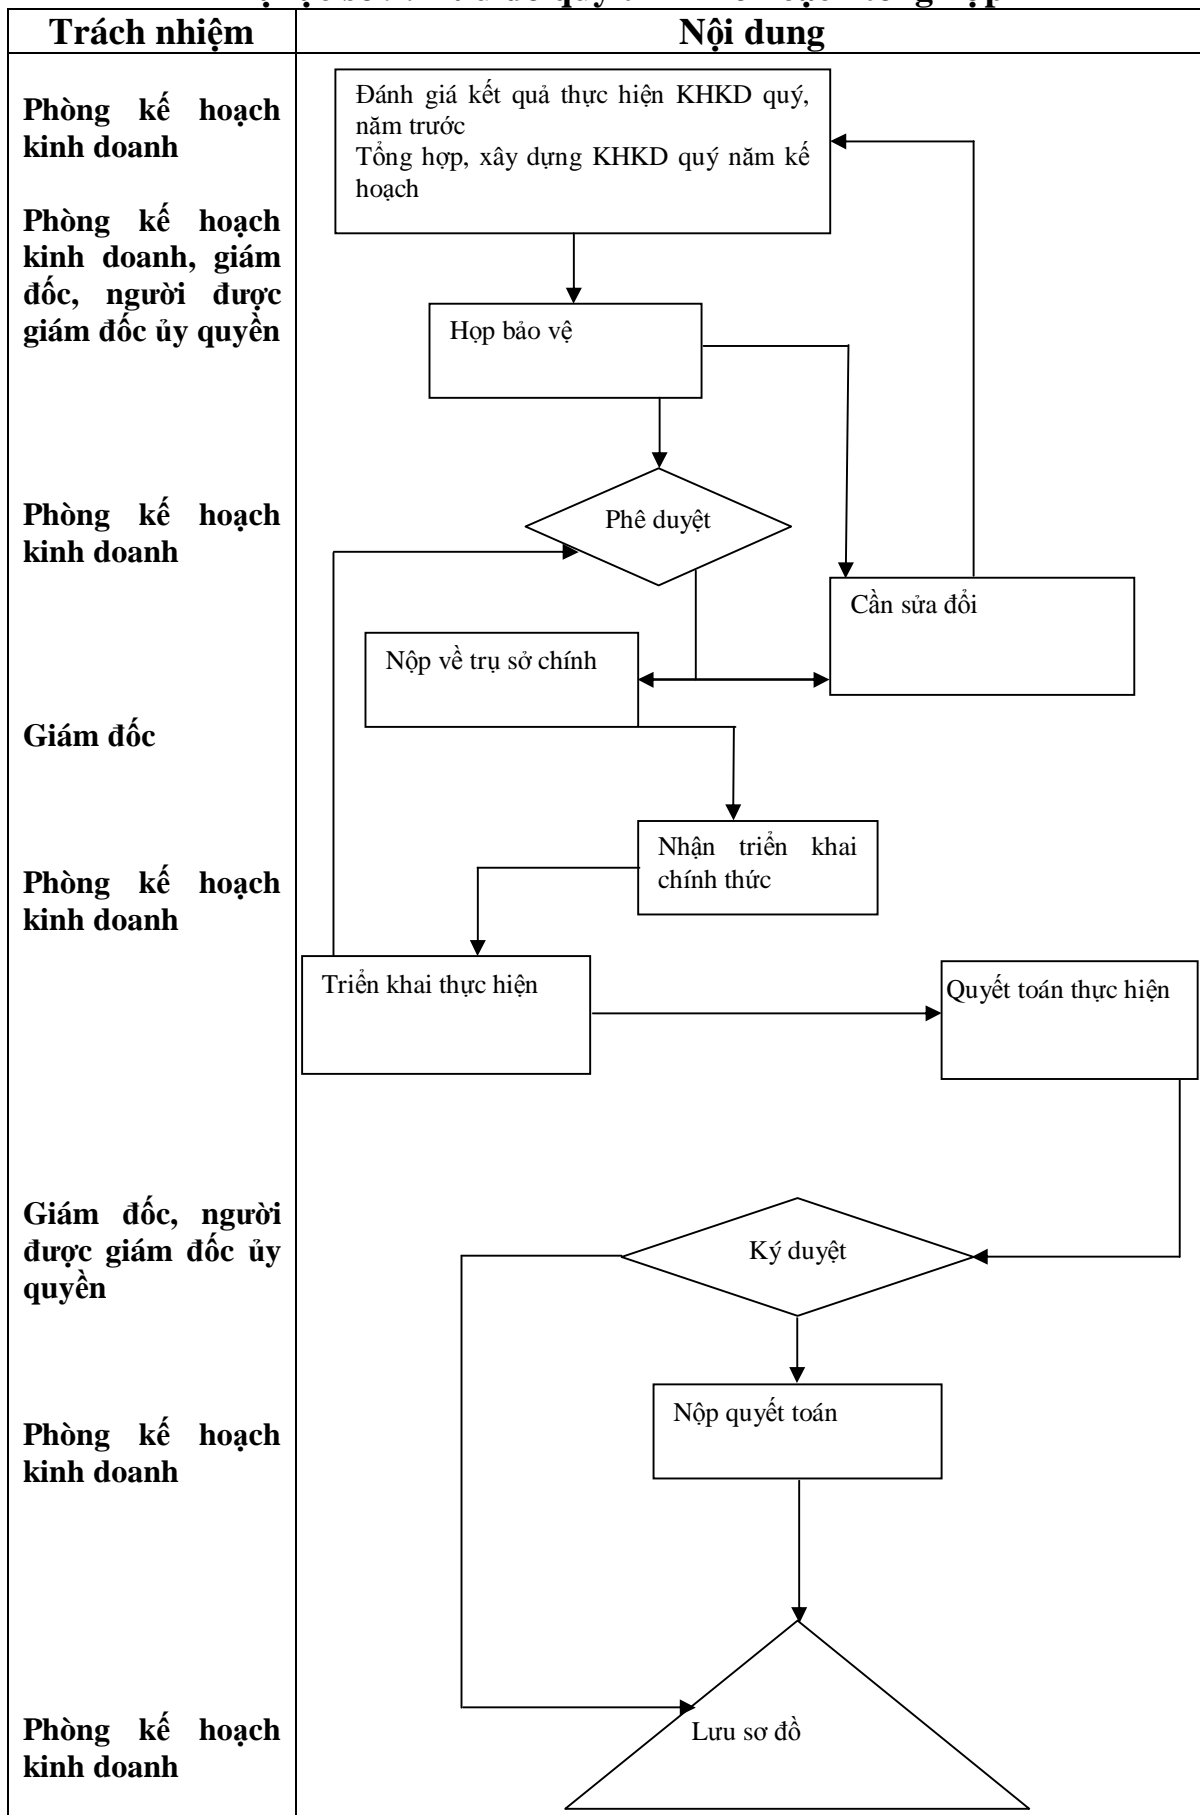 Trách nhiệm
Nội dung
Phòng kế hoạch
kinh doanh
Đánh giá kết quả thực hiện KHKD quý,
năm trước
Tổng hợp, xây dựng KHKD quý năm kế
hoạch
Phòng kế hoạch
kinh doanh, giám
đốc, người được
giám đốc ủy quyền
Họp bảo vệ
Phòng kế hoạch
kinh doanh
Phê duyệt
Cần sửa đổi
Nộp về trụ sở chính
Giám đốc
Nhận triển khai
chính thức
Phòng kế hoạch
kinh doanh
Triển khai thực hiện
Quyết toán thực hiện
Giám đốc, người
được giám đốc ủy
quyền
Ký duyệt
Nộp quyết toán
Phòng kế hoạch
kinh doanh
Lưu sơ đồ
Phòng kế hoạch
kinh doanh